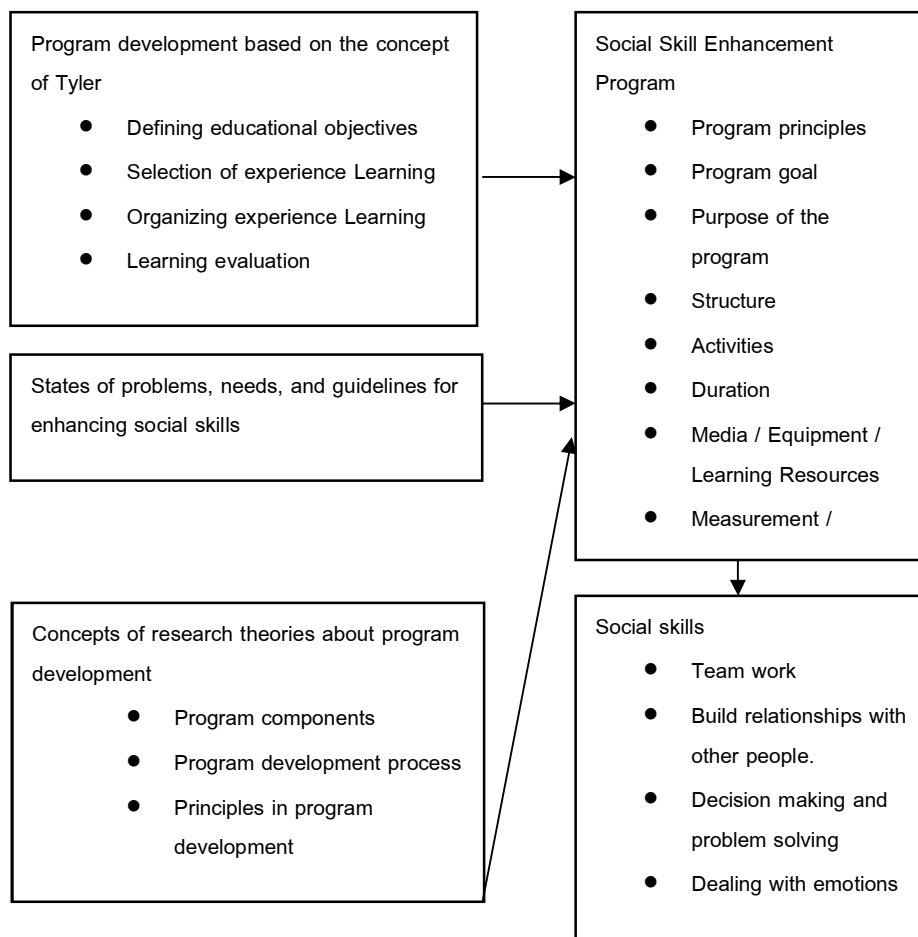 Program development based on the concept
of Tyler
● Defining educational objectives
● Selection of experience Learning
● Organizing experience Learning
● Learning evaluation
States of problems, needs, and guidelines for
enhancing social skills
Concepts of research theories about program
development
● Program components
● Program development process
● Principles in program
development
Social Skill Enhancement
Program
● Program principles
● Program goal
● Purpose of the
program
● Structure
● Activities
● Duration
● Media / Equipment /
Learning Resources
● Measurement /
Social skills
● Team work
● Build relationships with
other people.
● Decision making and
problem solving
● Dealing with emotions